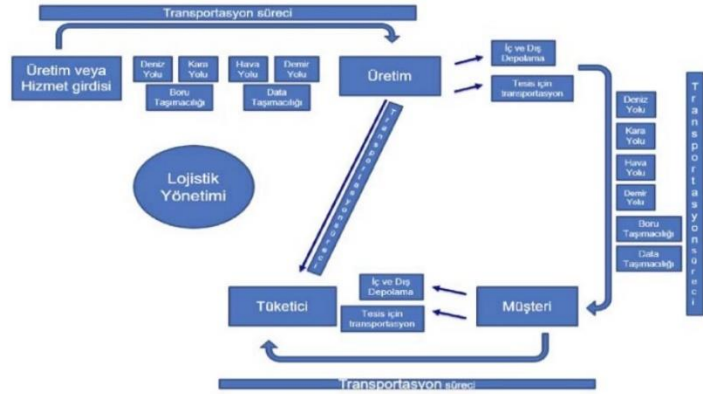 Transportasyon süreci
Üretim veya
Hizmet girdisi
Deniz
Yolu
Kara
Yolu
Hava
Yolu
Demir
Yolu
Boru
Taşımacılığı
Data
Taşımacılığı
Üretim
İç ve Dış
Depolama
Tesis için
transportasyon
Deniz
Yolu
Kara
Yolu
Hava
Yolu
Demir
Yolu
Boru
Taşımacılığı
Data
Taşımacılığı
Transportasyon süreci
Transportasyon süreci
Lojistik
Yönetimi
Tüketici
İç ve Dış
Depolama
Tesis için
transportasyon
Müşteri
Transportasyon süreci